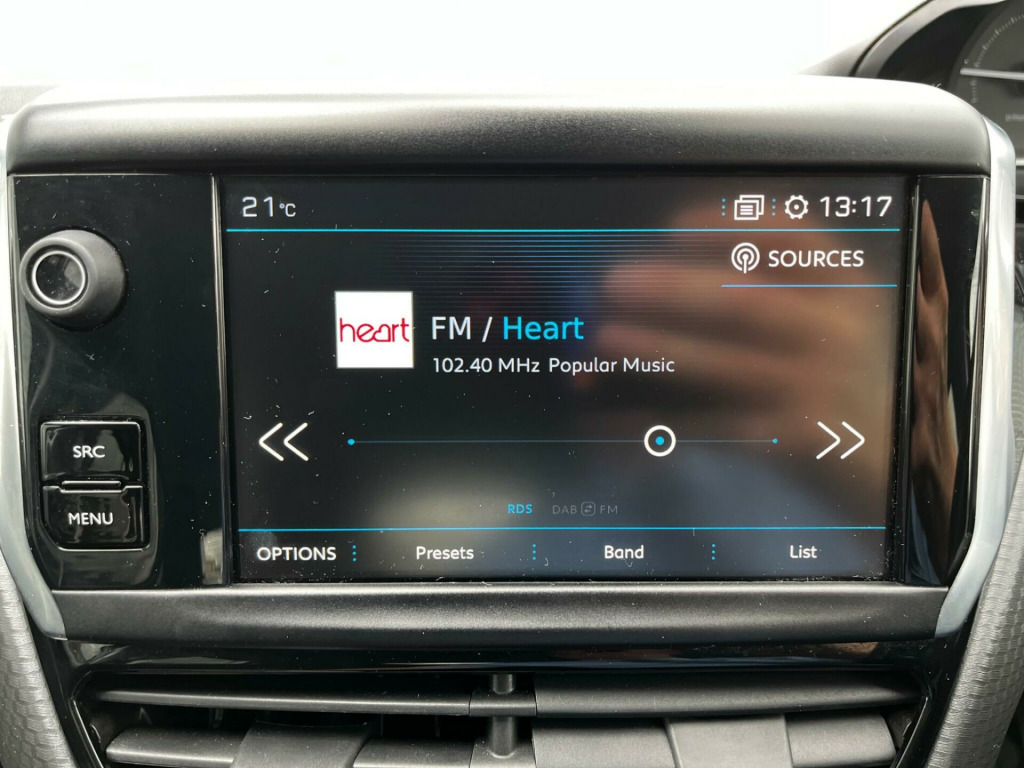 21°C 13:17
SOURCES
heart
FM / Heart
102.40 MHz Popular Music
SRC
MENU
RDS DAB FM
OPTIONS Presets Band List